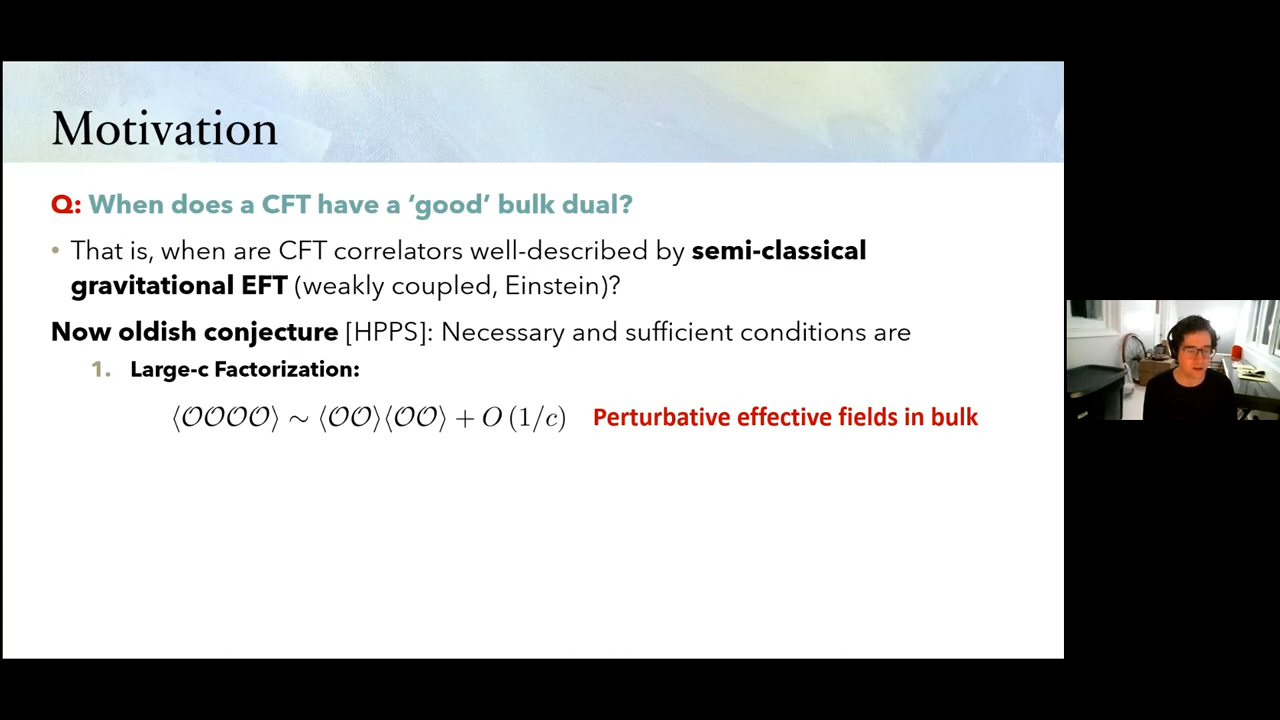 Motivation
Q: When does a CFT have a ‘good’ bulk dual?
• That is, when are CFT correlators well-described by semi-classical
gravitational EFT (weakly coupled, Einstein)?
Now oldish conjecture [HPPS]: Necessary and sufficient conditions are
1. Large-c Factorization:
⟨𝒪𝒪𝒪𝒪⟩ ∼ ⟨𝒪𝒪⟩⟨𝒪𝒪⟩ + O (1/c) Perturbative effective fields in bulk